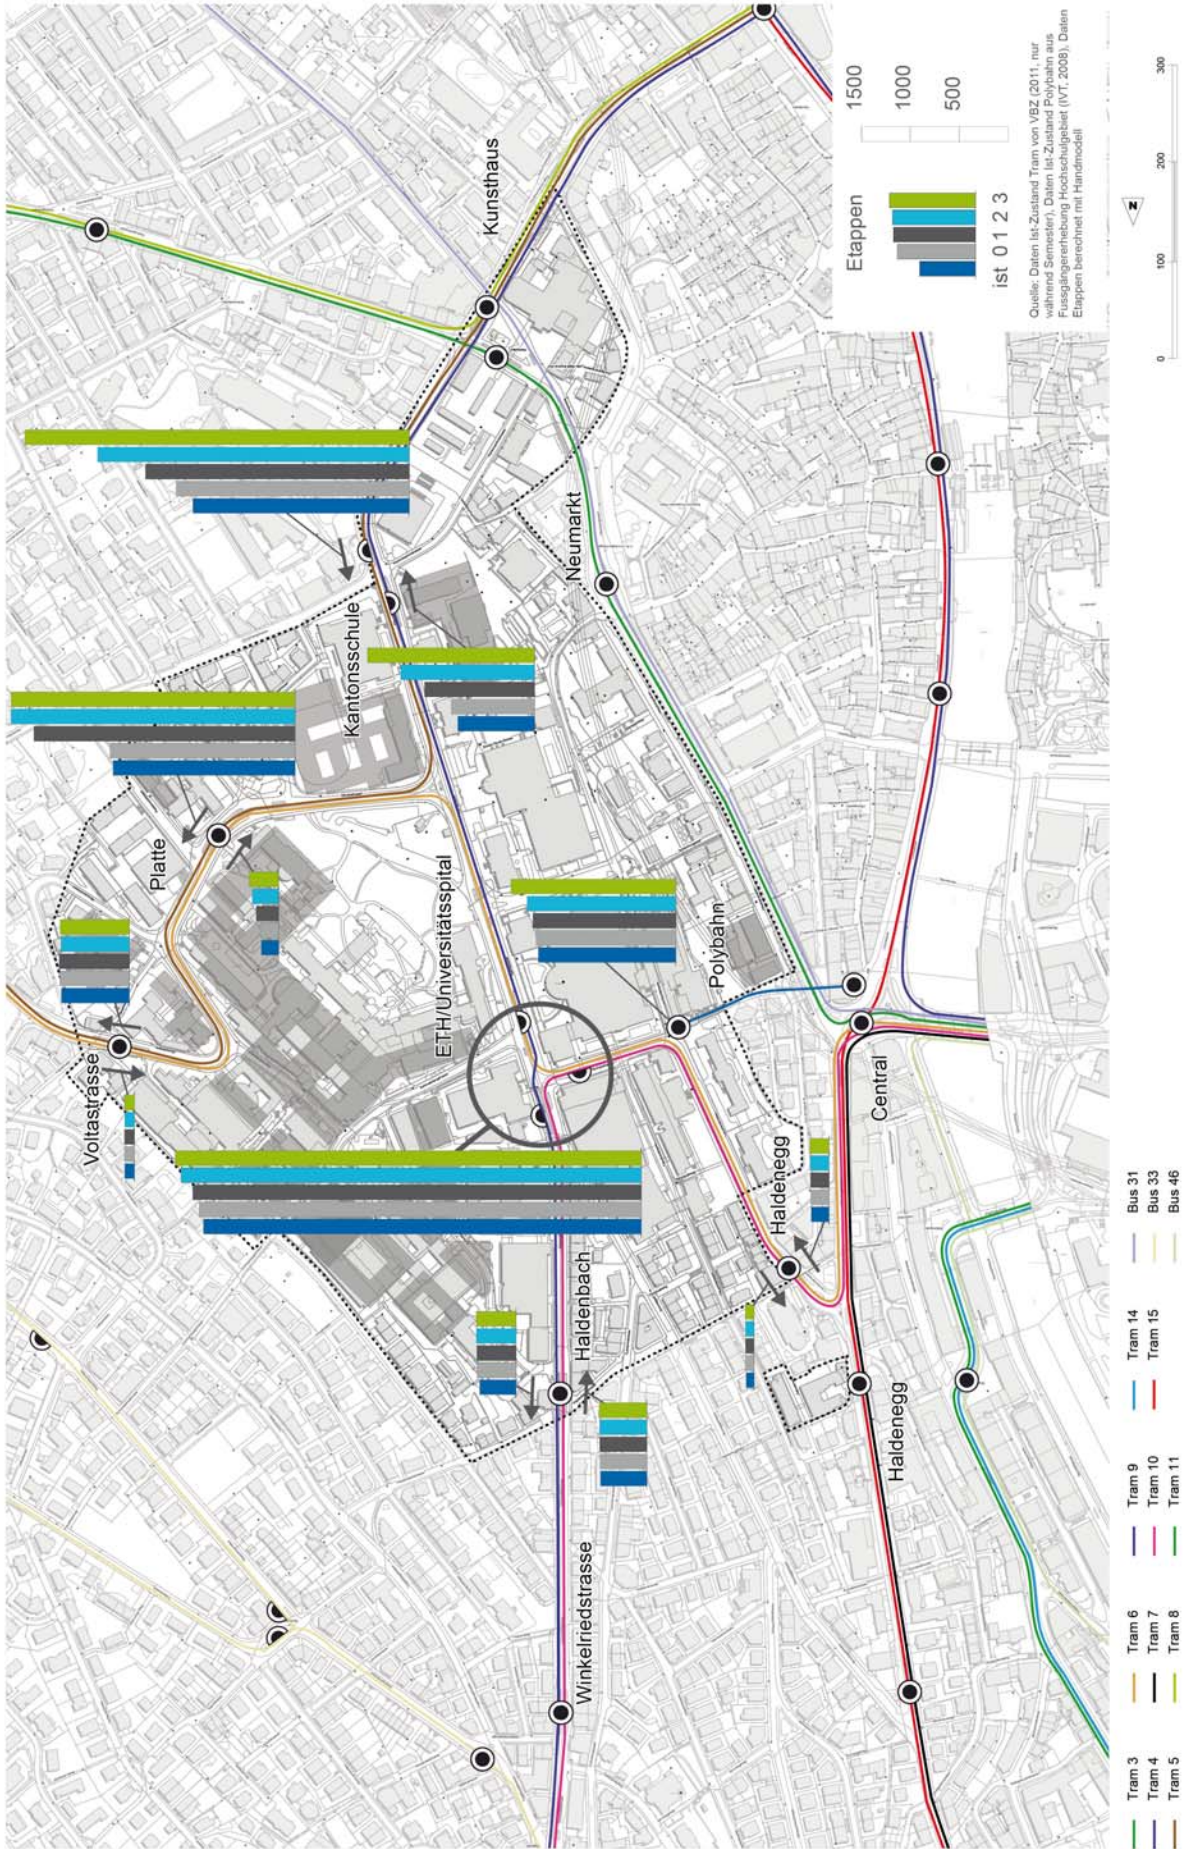 Kunsthaus
Neumarkt
Kantonsschule
Platte
Voltastrasse
ETH/Universitätsspital
Polybahn
Central
Haldenegg
Haldenbach
Haldenegg
Winkelriedstrasse
Etappen
ist 0 1 2 3
1500
1000
500
Quelle: Daten Ist-Zustand Tram von VBZ (2011, nur
während Semester), Daten Ist-Zustand Polybahn aus
Fussgängererhebung Hochschulgebiet (IVT, 2008), Daten
Etappen berechnet mit Handmodell
N
0 100 200 300
Tram 3
Tram 4
Tram 5
Tram 6
Tram 7
Tram 8
Tram 9
Tram 10
Tram 11
Tram 14
Tram 15
Bus 31
Bus 33
Bus 46